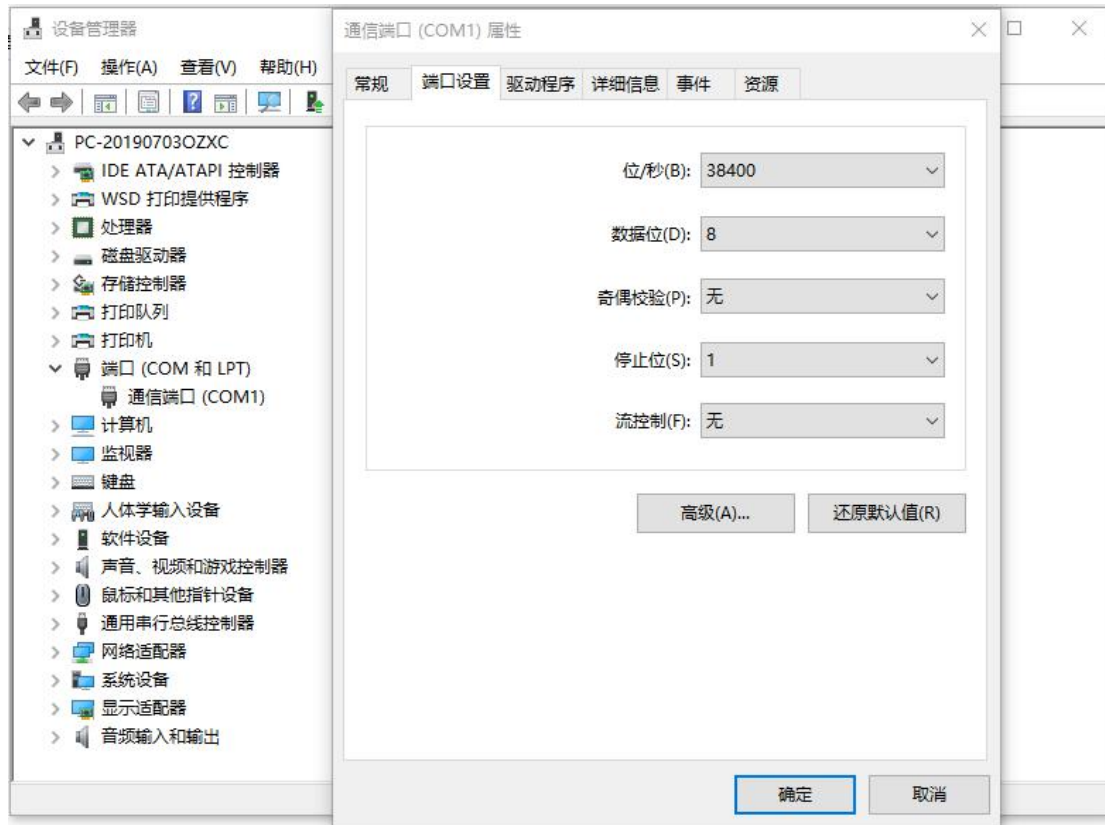 设备管理器
文件(F) 操作(A) 查看(V) 帮助(H)
PC-20190703OZXC
IDE ATA/ATAPI 控制器
WSD 打印提供程序
处理器
磁盘驱动器
存储控制器
打印队列
打印机
端口 (COM 和 LPT)
通信端口 (COM1)
计算机
监视器
键盘
人体学输入设备
软件设备
声音、视频和游戏控制器
鼠标和其他指针设备
通用串行总线控制器
网络适配器
系统设备
显示适配器
音频输入和输出
通信端口 (COM1) 属性
常规 端口设置 驱动程序 详细信息 事件 资源
位/秒(B): 38400
数据位(D): 8
奇偶校验(P): 无
停止位(S): 1
流控制(F): 无
高级(A)... 还原默认值(R)
确定 取消